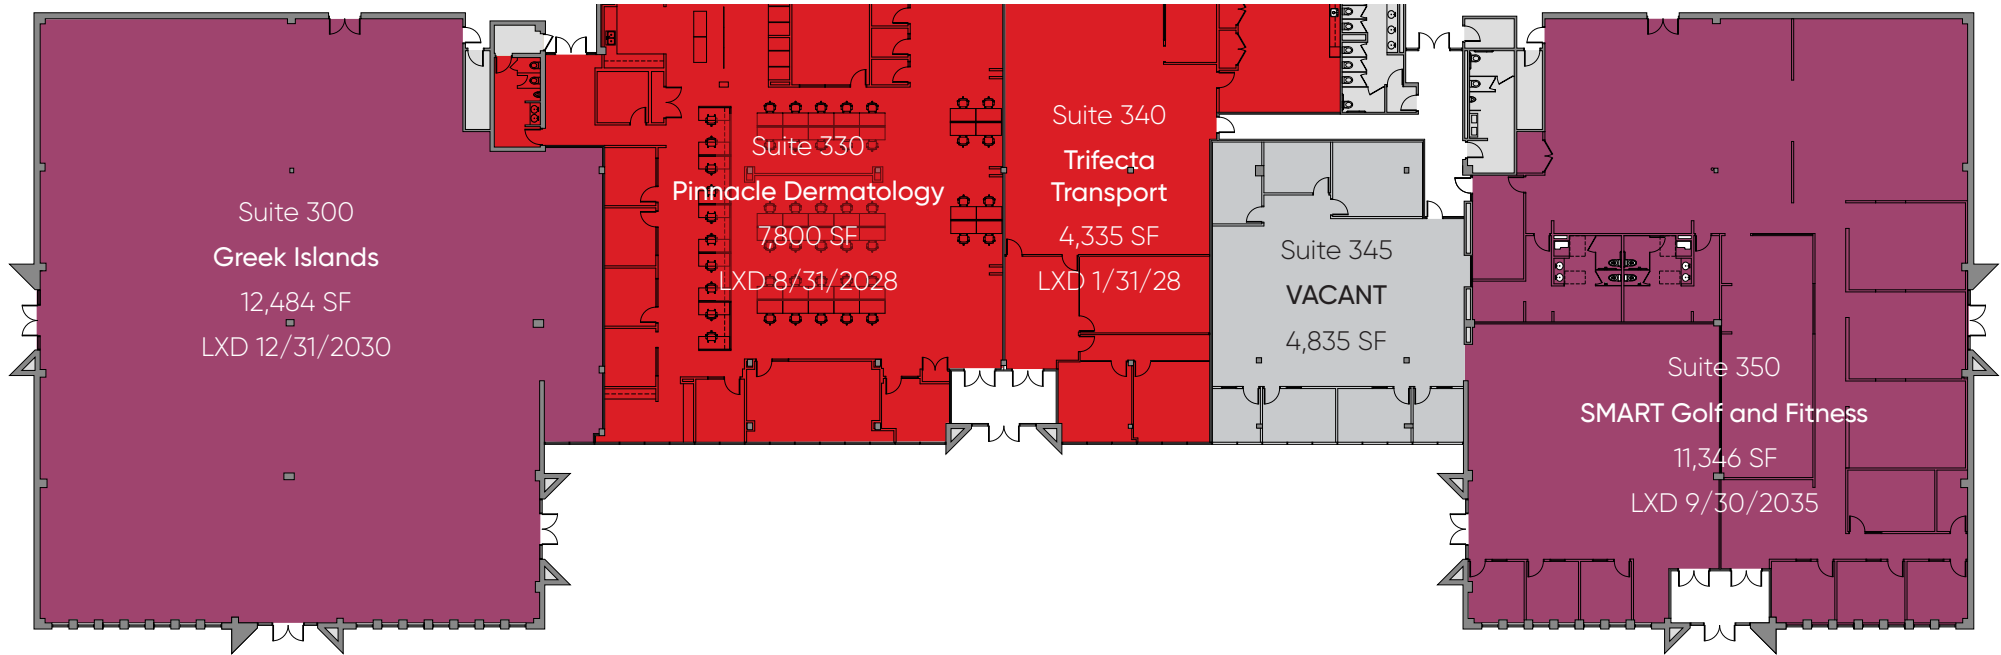 Suite 300
Greek Islands
12,484 SF
LXD 12/31/2030
Suite 330
Pinnacle Dermatology
7800 SF
LXD 8/31/2028
Suite 340
Trifecta
Transport
4,335 SF
LXD 1/31/28
Suite 345
VACANT
4,835 SF
Suite 350
SMART Golf and Fitness
11,346 SF
LXD 9/30/2035